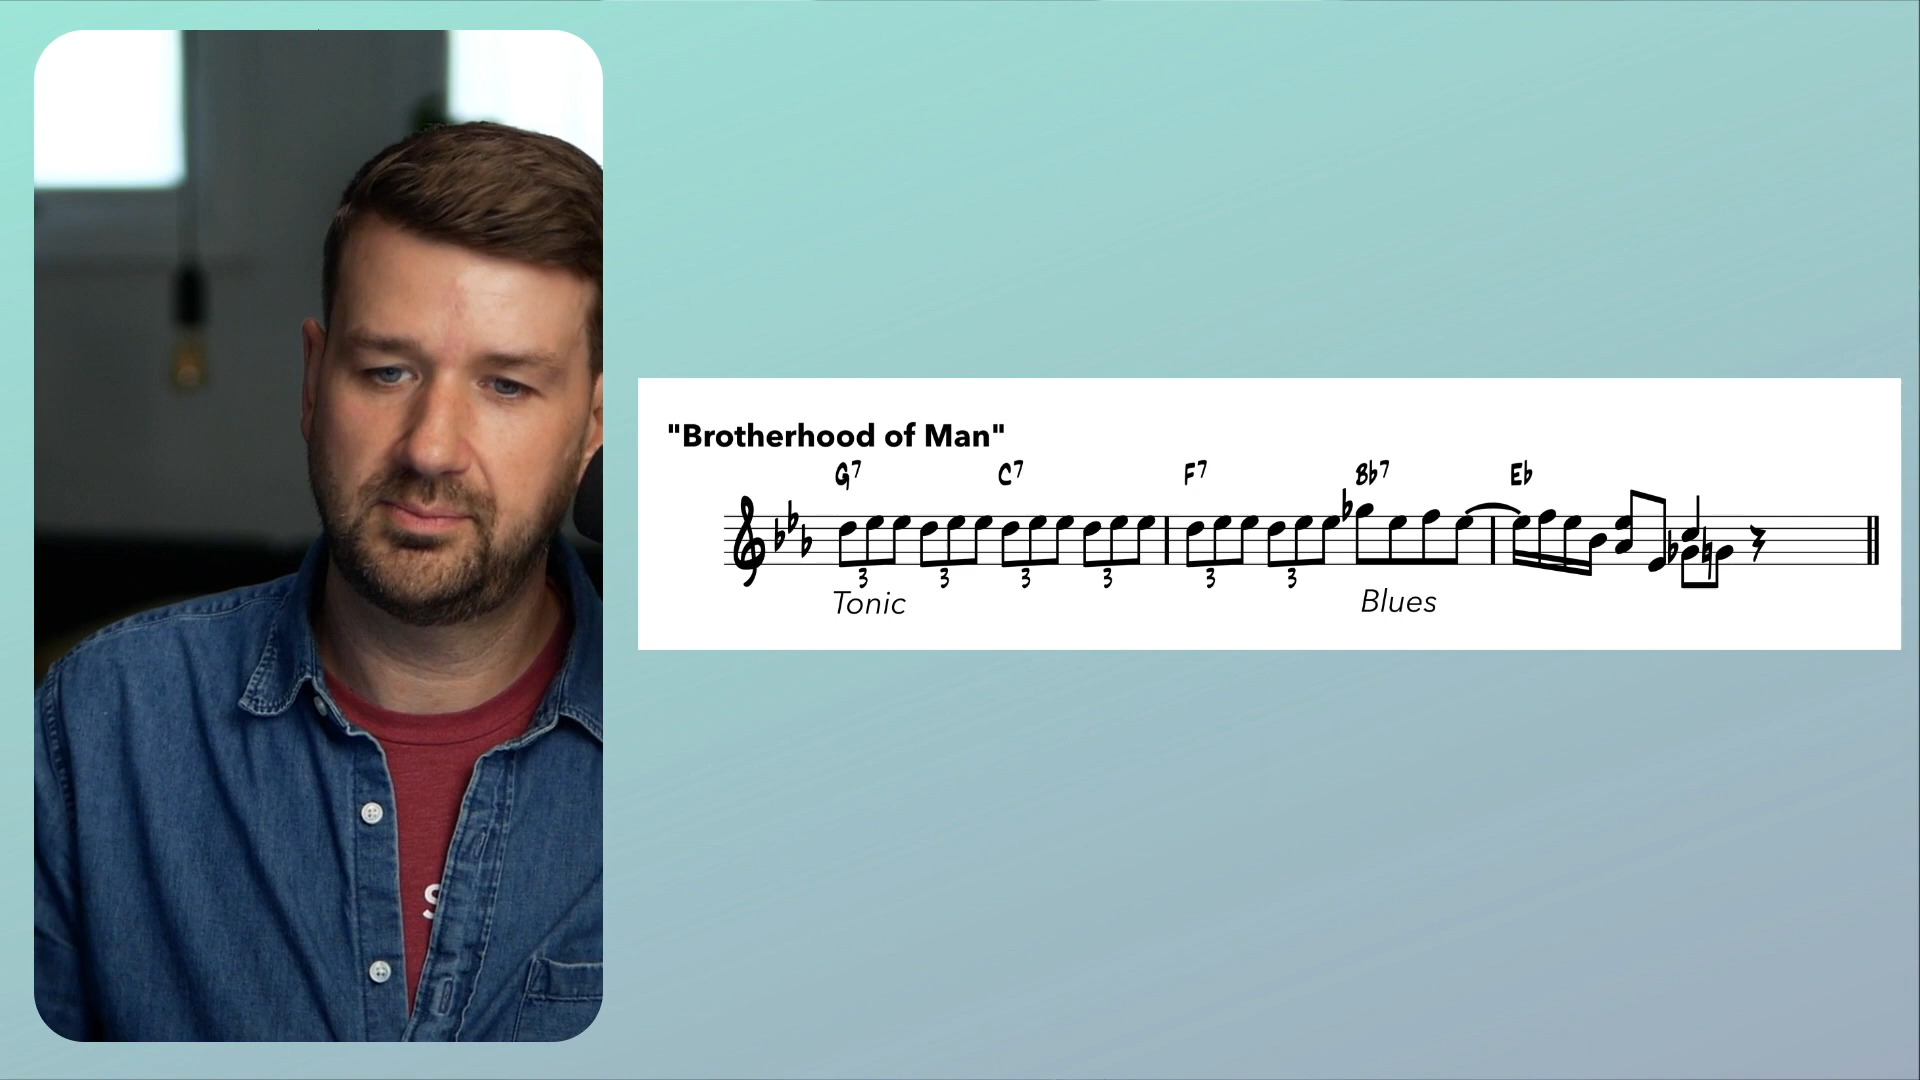 "Brotherhood of Man"
G7 C7 F7 Bb7 Eb
3 3 3 3 3 3
Tonic Blues
S